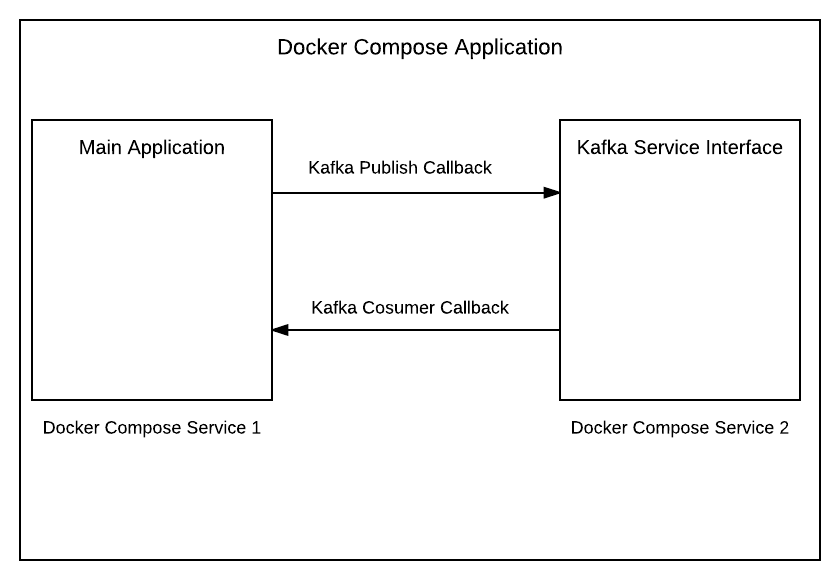 Docker Compose Application
Main Application
Kafka Service Interface
Kafka Publish Callback
Kafka Cosumer Callback
Docker Compose Service 1
Docker Compose Service 2